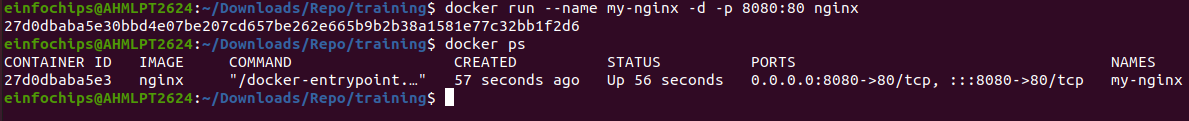 einfochips@AHMLPT2624:~/Downloads/Repo/training$ docker run --name my-nginx -d -p 8080:80 nginx
27d0dbaba5e30bbd4e07be207cd657be262e665b9b2b38a1581e77c32bb1f2d6
einfochips@AHMLPT2624:~/Downloads/Repo/training$ docker ps
CONTAINER ID   IMAGE     COMMAND                  CREATED          STATUS          PORTS                                   NAMES
27d0dbaba5e3   nginx     "/docker-entrypoint.…"   57 seconds ago   Up 56 seconds   0.0.0.0:8080->80/tcp, :::8080->80/tcp   my-nginx
einfochips@AHMLPT2624:~/Downloads/Repo/training$